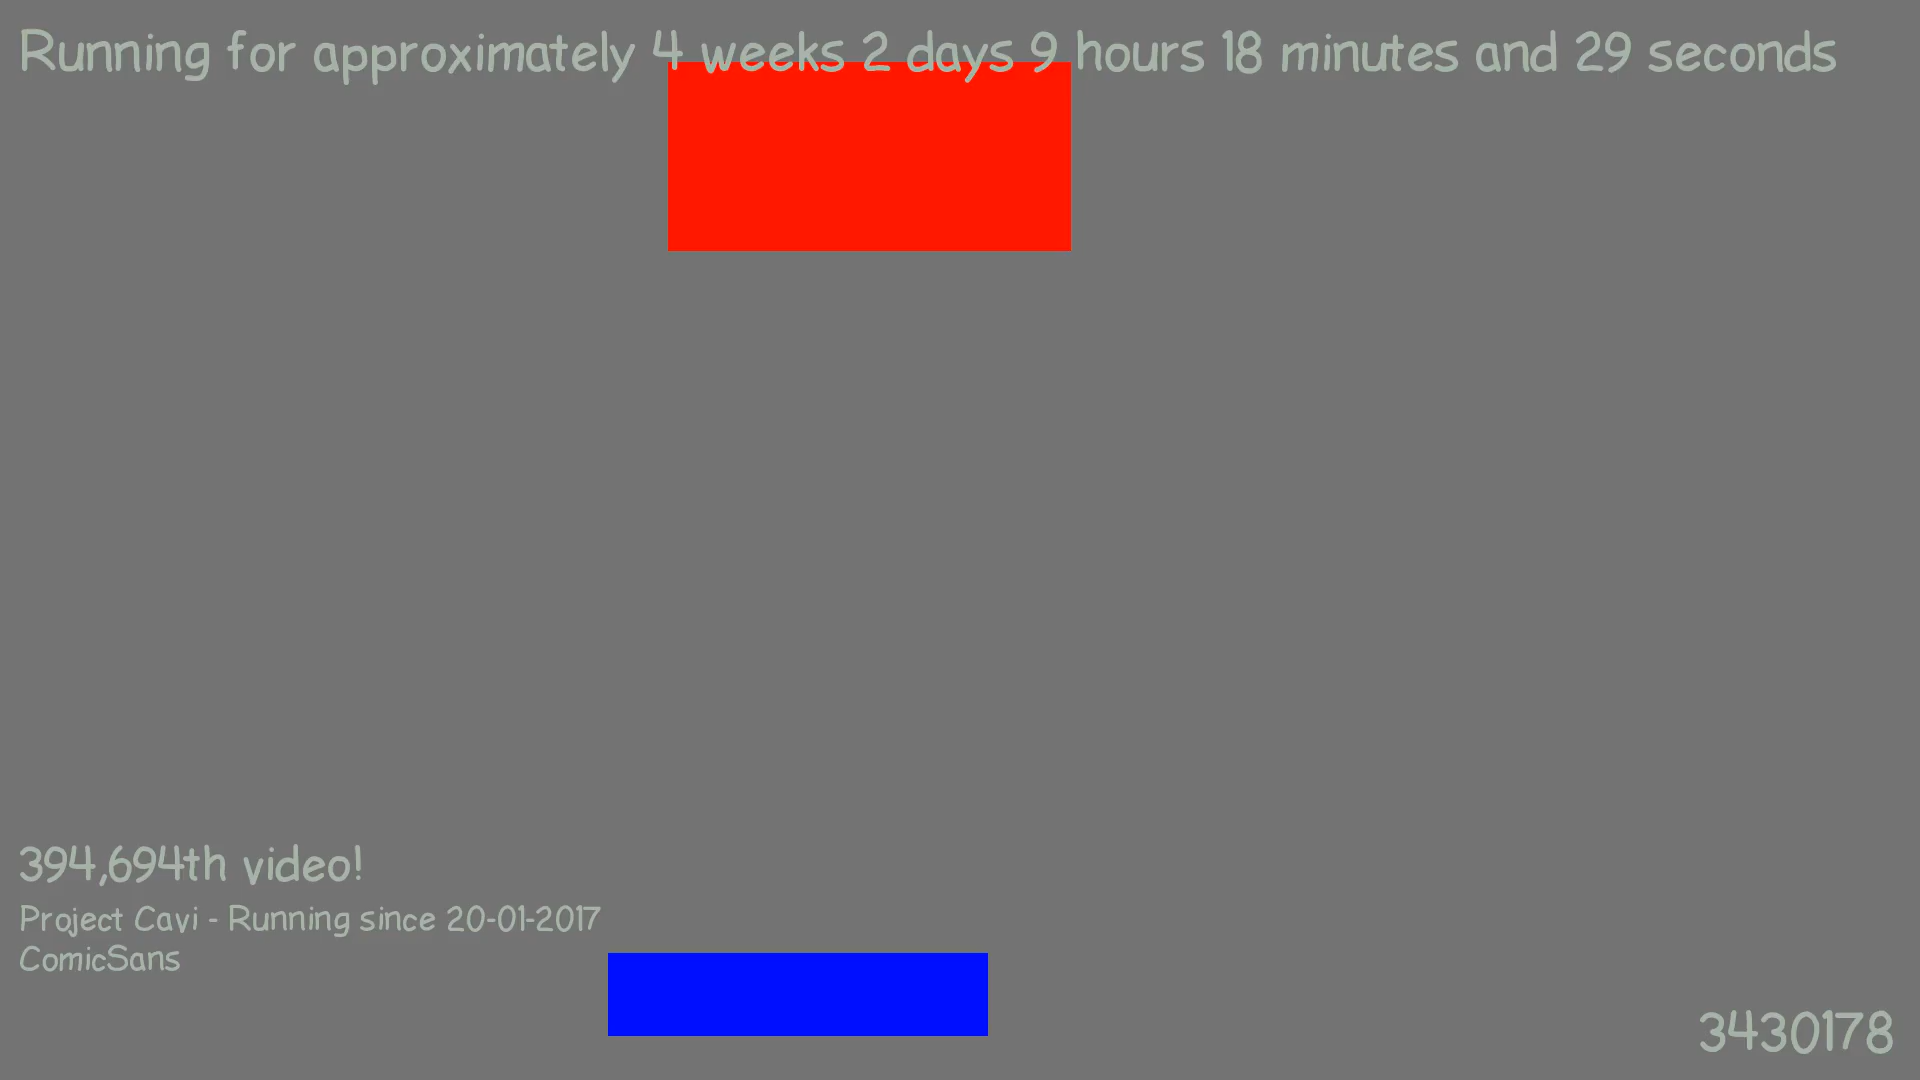 Running for approximately 4 weeks 2 days 9 hours 18 minutes and 29 seconds
394,694th video!
Project Cavi - Running since 20-01-2017
ComicSans
3430178